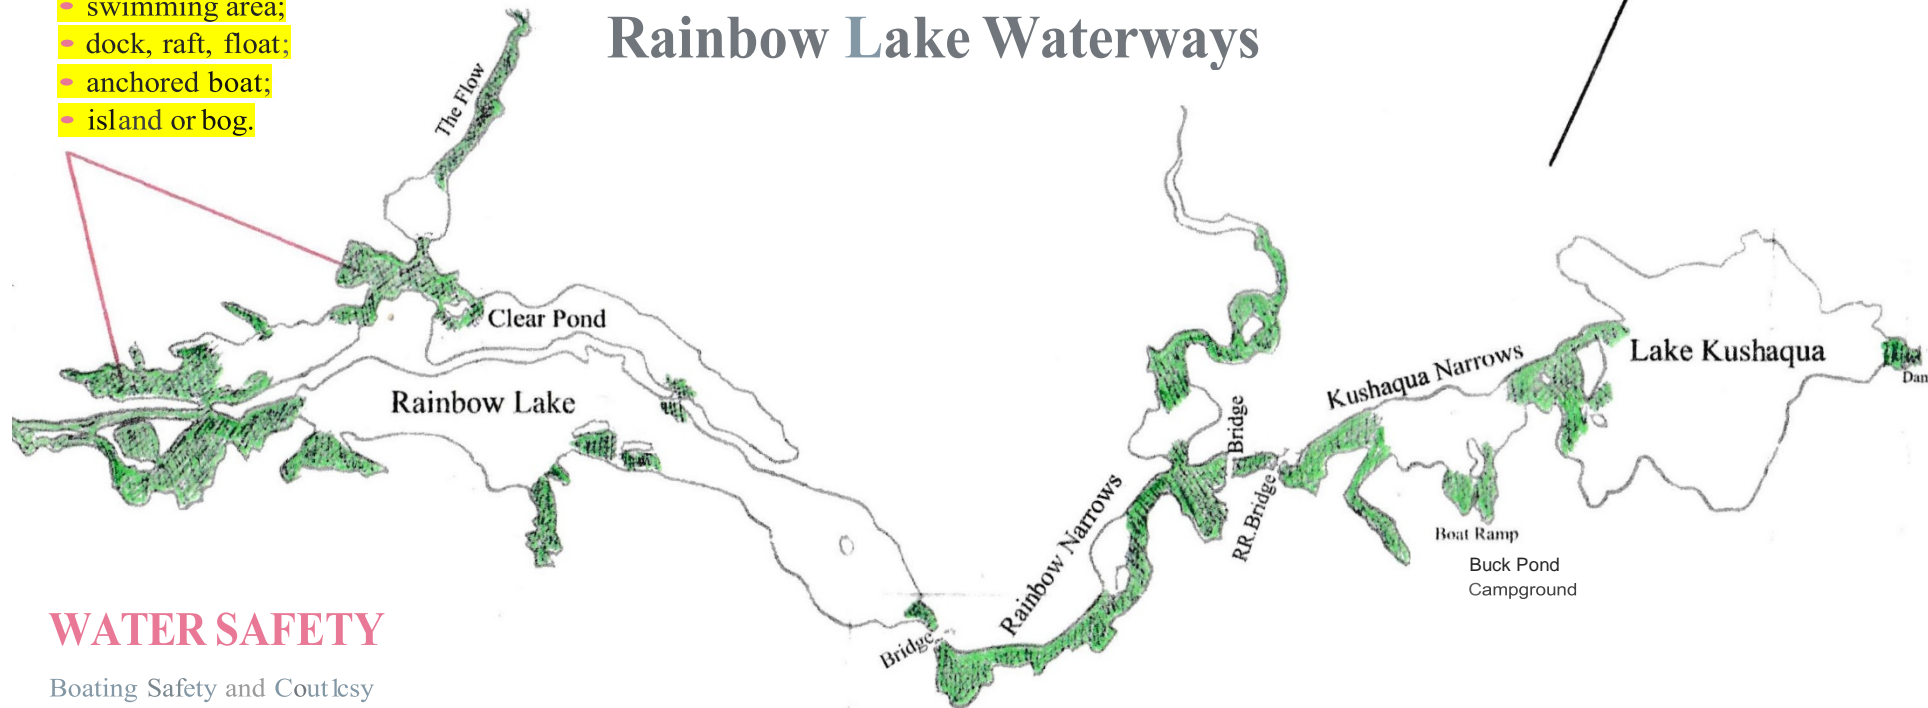 • swimming area;
• dock, raft, float;
• anchored boat;
• island or bog.
Rainbow Lake Waterways
The Flow
Clear Pond
Rainbow Lake
Bridge
Rainbow Narrows
Bridge
RR.Bridge
Kushaqua Narrows
Lake Kushaqua
Dan
Boat Ramp
Buck Pond
Campground
WATER SAFETY
Boating Safety and Coutlcsy